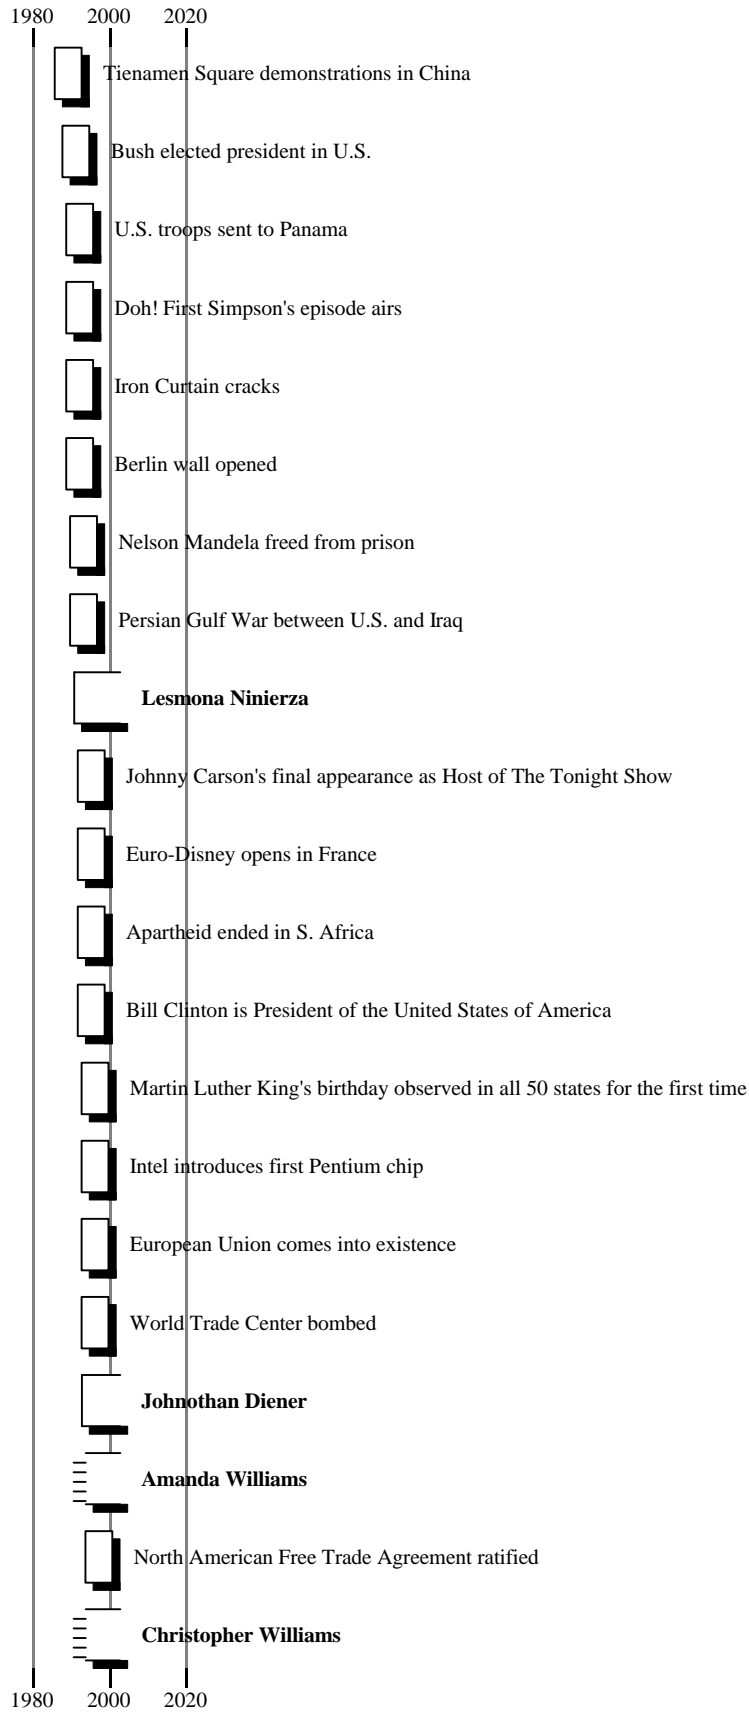 1980 2000 2020
Tienamen Square demonstrations in China
Bush elected president in U.S.
U.S. troops sent to Panama
Doh! First Simpson's episode airs
Iron Curtain cracks
Berlin wall opened
Nelson Mandela freed from prison
Persian Gulf War between U.S. and Iraq
Lesmona Ninierza
Johnny Carson's final appearance as Host of The Tonight Show
Euro-Disney opens in France
Apartheid ended in S. Africa
Bill Clinton is President of the United States of America
Martin Luther King's birthday observed in all 50 states for the first time
Intel introduces first Pentium chip
European Union comes into existence
World Trade Center bombed
Johnothan Diener
Amanda Williams
North American Free Trade Agreement ratified
Christopher Williams
1980 2000 2020